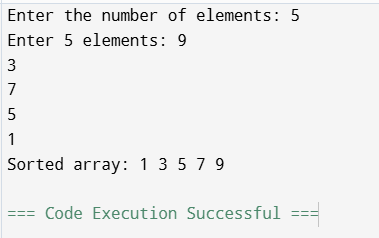 Enter the number of elements: 5
Enter 5 elements: 9
3
7
5
1
Sorted array: 1 3 5 7 9
=== Code Execution Successful ===